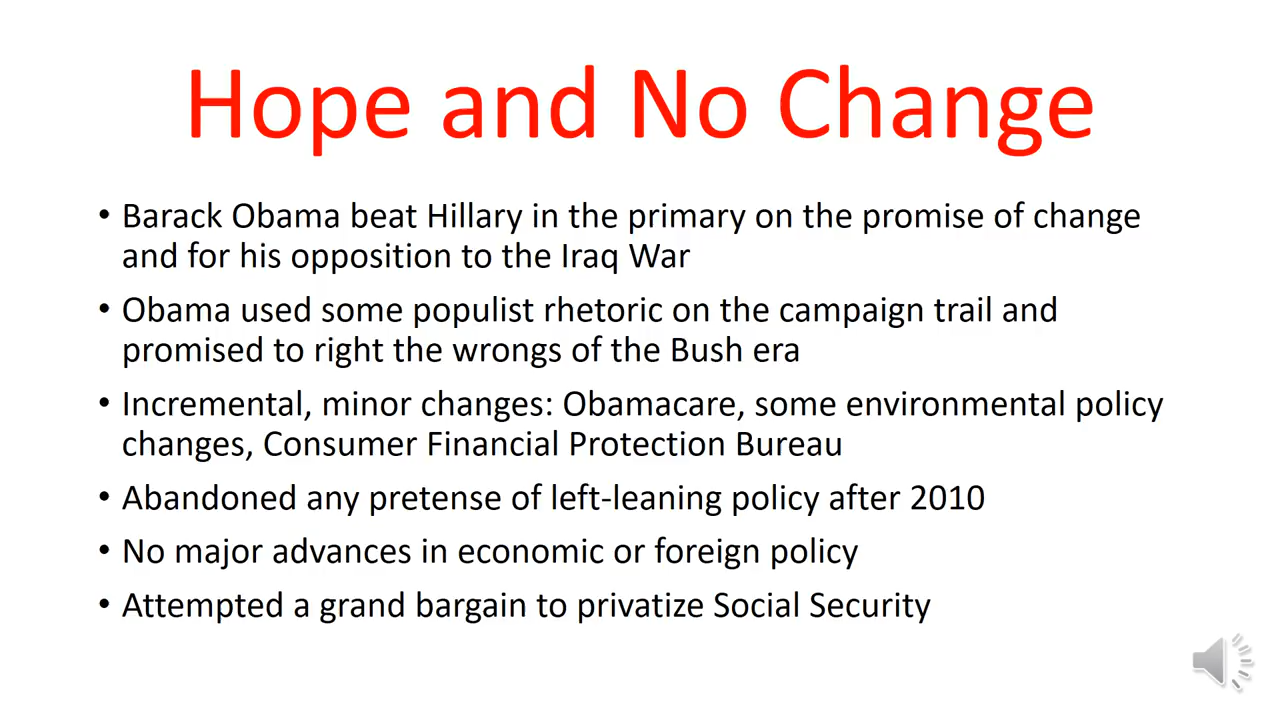 Hope and No Change
• Barack Obama beat Hillary in the primary on the promise of change
and for his opposition to the Iraq War
• Obama used some populist rhetoric on the campaign trail and
promised to right the wrongs of the Bush era
• Incremental, minor changes: Obamacare, some environmental policy
changes, Consumer Financial Protection Bureau
• Abandoned any pretense of left-leaning policy after 2010
• No major advances in economic or foreign policy
• Attempted a grand bargain to privatize Social Security